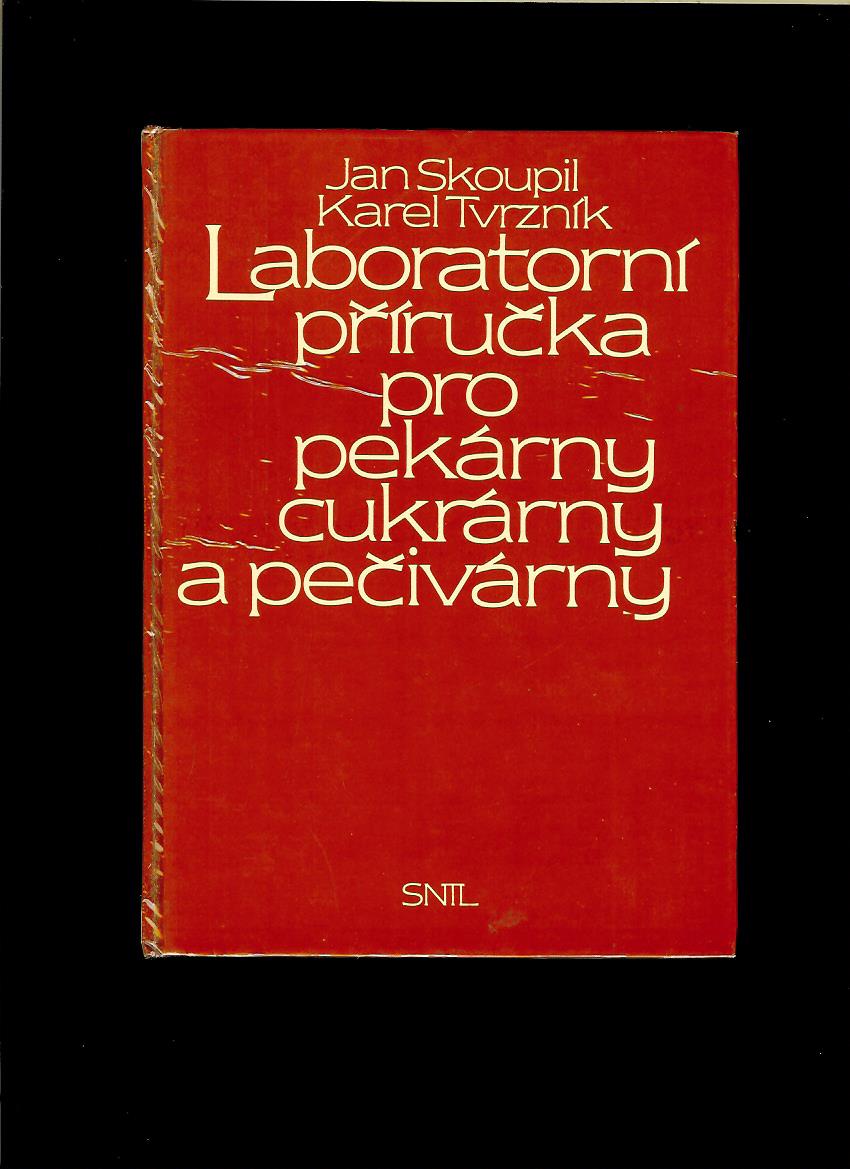 Jan Skoupil
Karel Tvrzník
Laboratorní
příručka
pro
pekárny
cukrárny
a pečivárny
SNTL